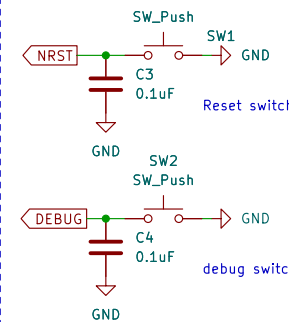 SW_Push
SW1
NRST
GND
C3
0.1uF
Reset switch
GND
SW2
SW_Push
DEBUG
GND
C4
0.1uF
debug switc
GND